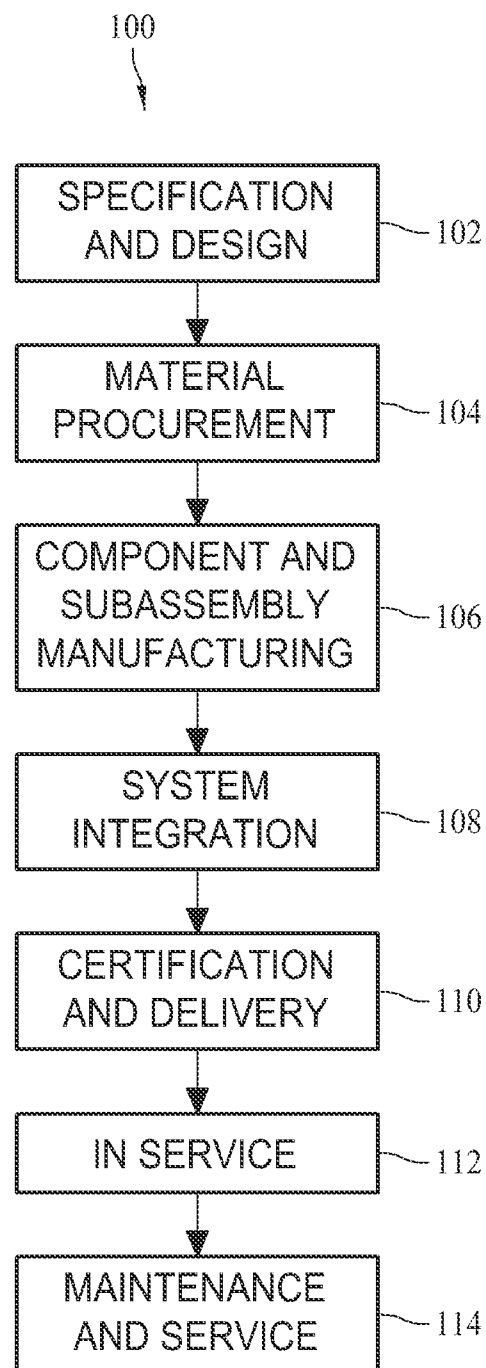 100
SPECIFICATION
AND DESIGN
102
MATERIAL
PROCUREMENT
104
COMPONENT AND
SUBASSEMBLY
MANUFACTURING
106
SYSTEM
INTEGRATION
108
CERTIFICATION
AND DELIVERY
110
IN SERVICE
112
MAINTENANCE
AND SERVICE
114